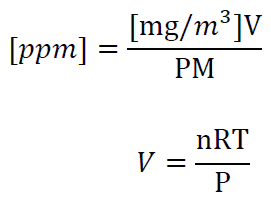 [ppm] = [mg/m³]V / PM
V = nRT / P